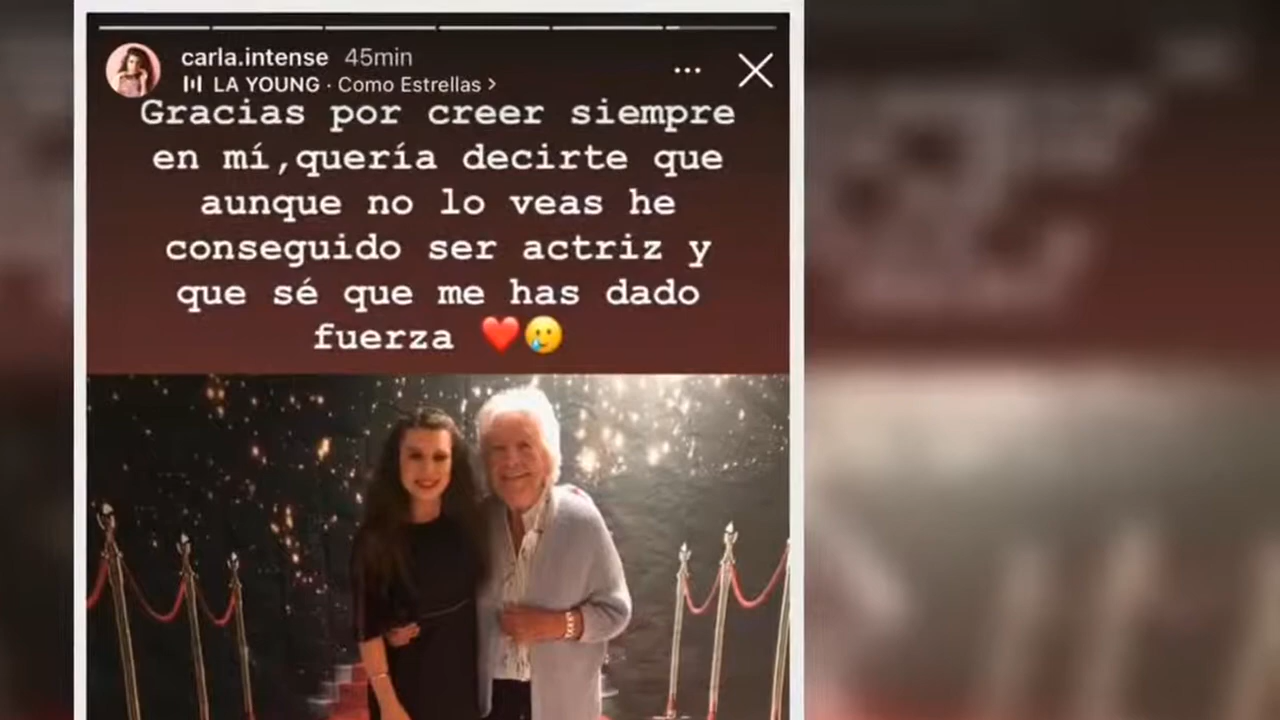 carla.intense 45min
LA YOUNG · Como Estrellas >
Gracias por creer siempre
en mí,quería decirte que
aunque no lo veas he
conseguido ser actriz y
que sé que me has dado
fuerza ❤️🥲